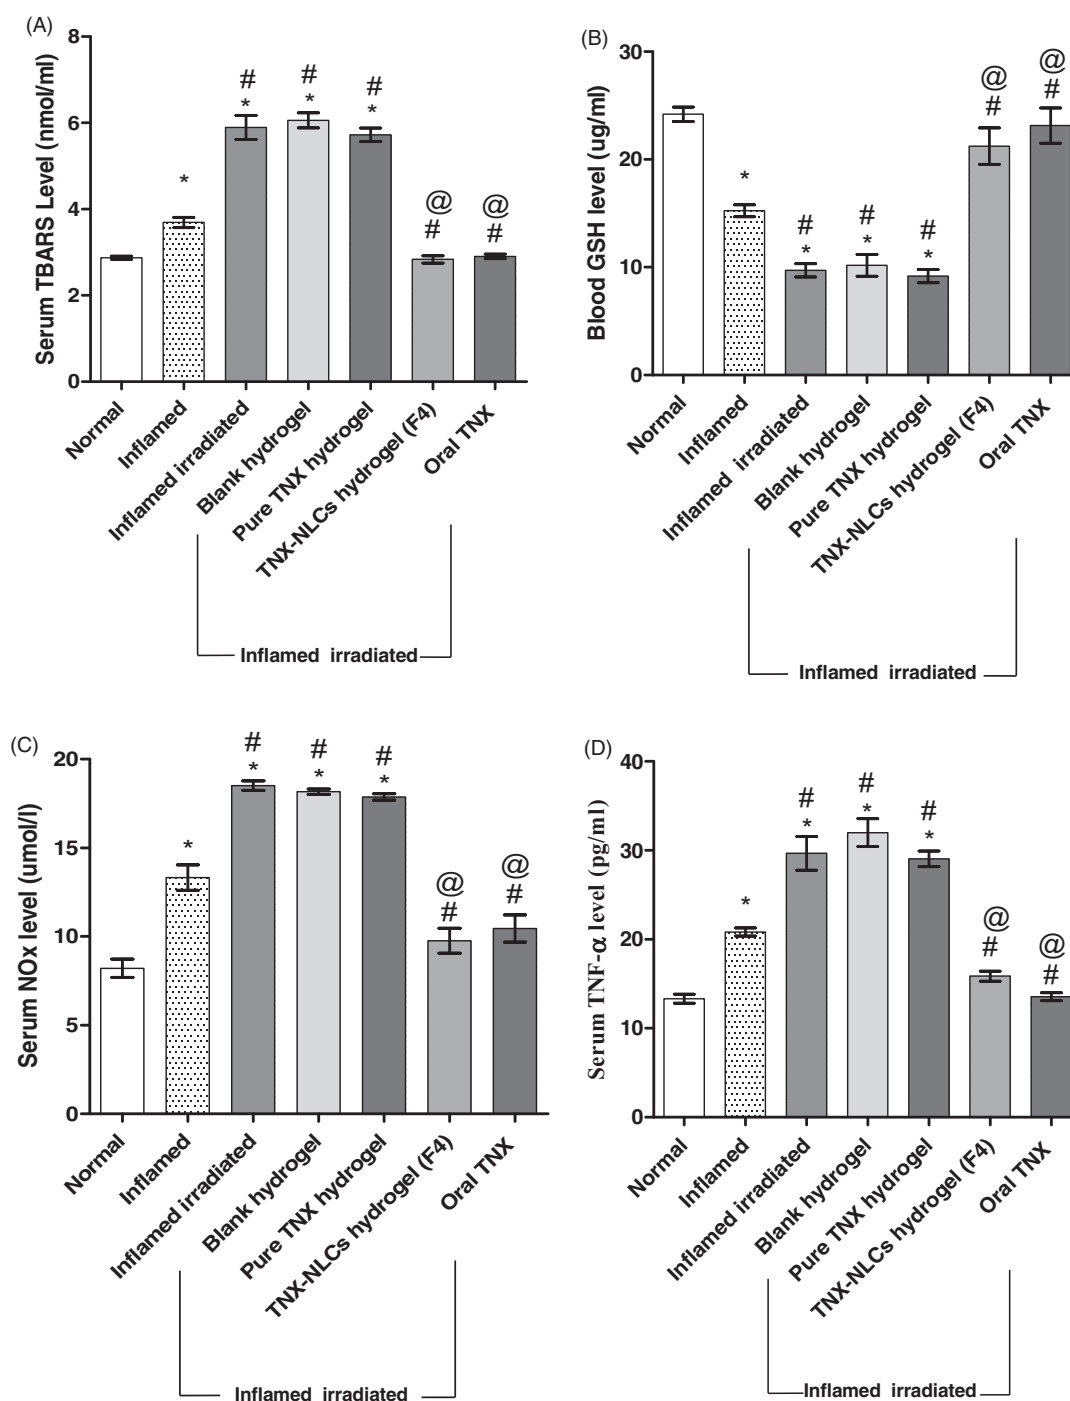 (A)
Serum TBARS Level (nmol/ml)
8
6
4
2
0
*
#
*
#
*
#
*
@
#
@
#
Normal
Inflamed
Inflamed irradiated
Blank hydrogel
Pure TNX hydrogel
TNX-NLCs hydrogel (F4)
Oral TNX
Inflamed irradiated
(B)
Blood GSH level (ug/ml)
30
20
10
0
*
#
*
#
*
#
*
@
#
@
#
Normal
Inflamed
Inflamed irradiated
Blank hydrogel
Pure TNX hydrogel
TNX-NLCs hydrogel (F4)
Oral TNX
Inflamed irradiated
(C)
Serum NOx level (umol/l)
20
15
10
5
0
*
#
*
#
*
#
*
@
#
@
#
Normal
Inflamed
Inflamed irradiated
Blank hydrogel
Pure TNX hydrogel
TNX-NLCs hydrogel (F4)
Oral TNX
Inflamed irradiated
(D)
Serum TNF-α level (pg/ml)
40
30
20
10
0
*
#
*
#
*
#
*
@
#
@
#
Normal
Inflamed
Inflamed irradiated
Blank hydrogel
Pure TNX hydrogel
TNX-NLCs hydrogel (F4)
Oral TNX
Inflamed irradiated